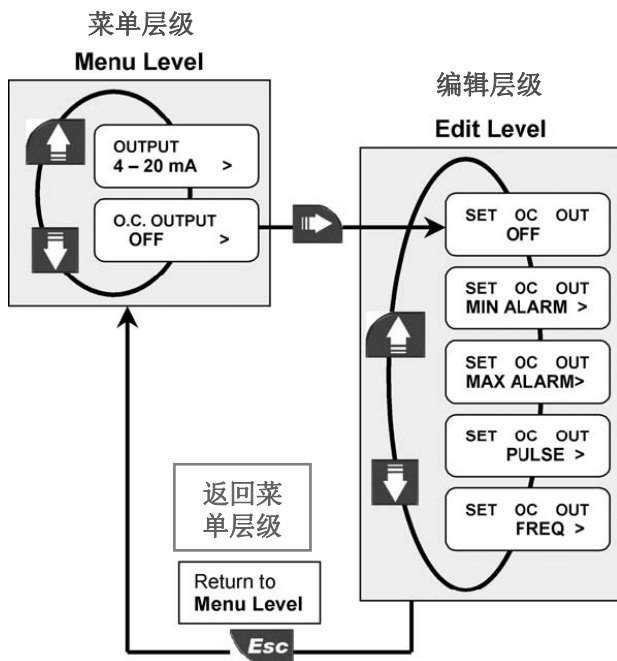 菜单层级
Menu Level
OUTPUT
4 – 20 mA >
O.C. OUTPUT
OFF >
编辑层级
Edit Level
SET OC OUT
OFF
SET OC OUT
MIN ALARM >
SET OC OUT
MAX ALARM>
SET OC OUT
PULSE >
SET OC OUT
FREQ >
返回菜
单层级
Return to
Menu Level
Esc